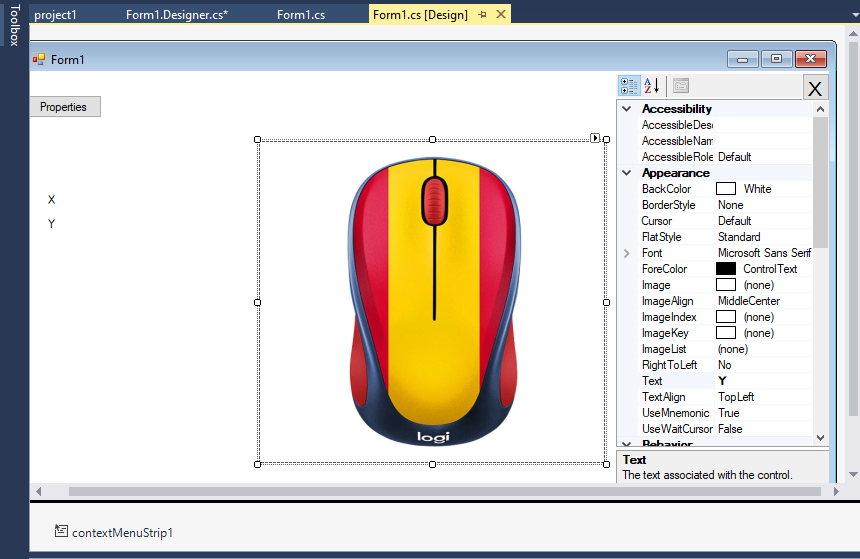 Toolbox
project1 Form1.Designer.cs* Form1.cs Form1.cs [Design]
Form1
Properties
X
Y
logi
A
Z
X
Accessibility
AccessibleDesc
AccessibleNam
AccessibleRole Default
Appearance
BackColor White
BorderStyle None
Cursor Default
FlatStyle Standard
Font Microsoft Sans Serif
ForeColor ControlText
Image (none)
ImageAlign MiddleCenter
ImageIndex (none)
ImageKey (none)
ImageList (none)
RightToLeft No
Text Y
TextAlign TopLeft
UseMnemonic True
UseWaitCursor False
Behavior
Text
The text associated with the control.
contextMenuStrip1